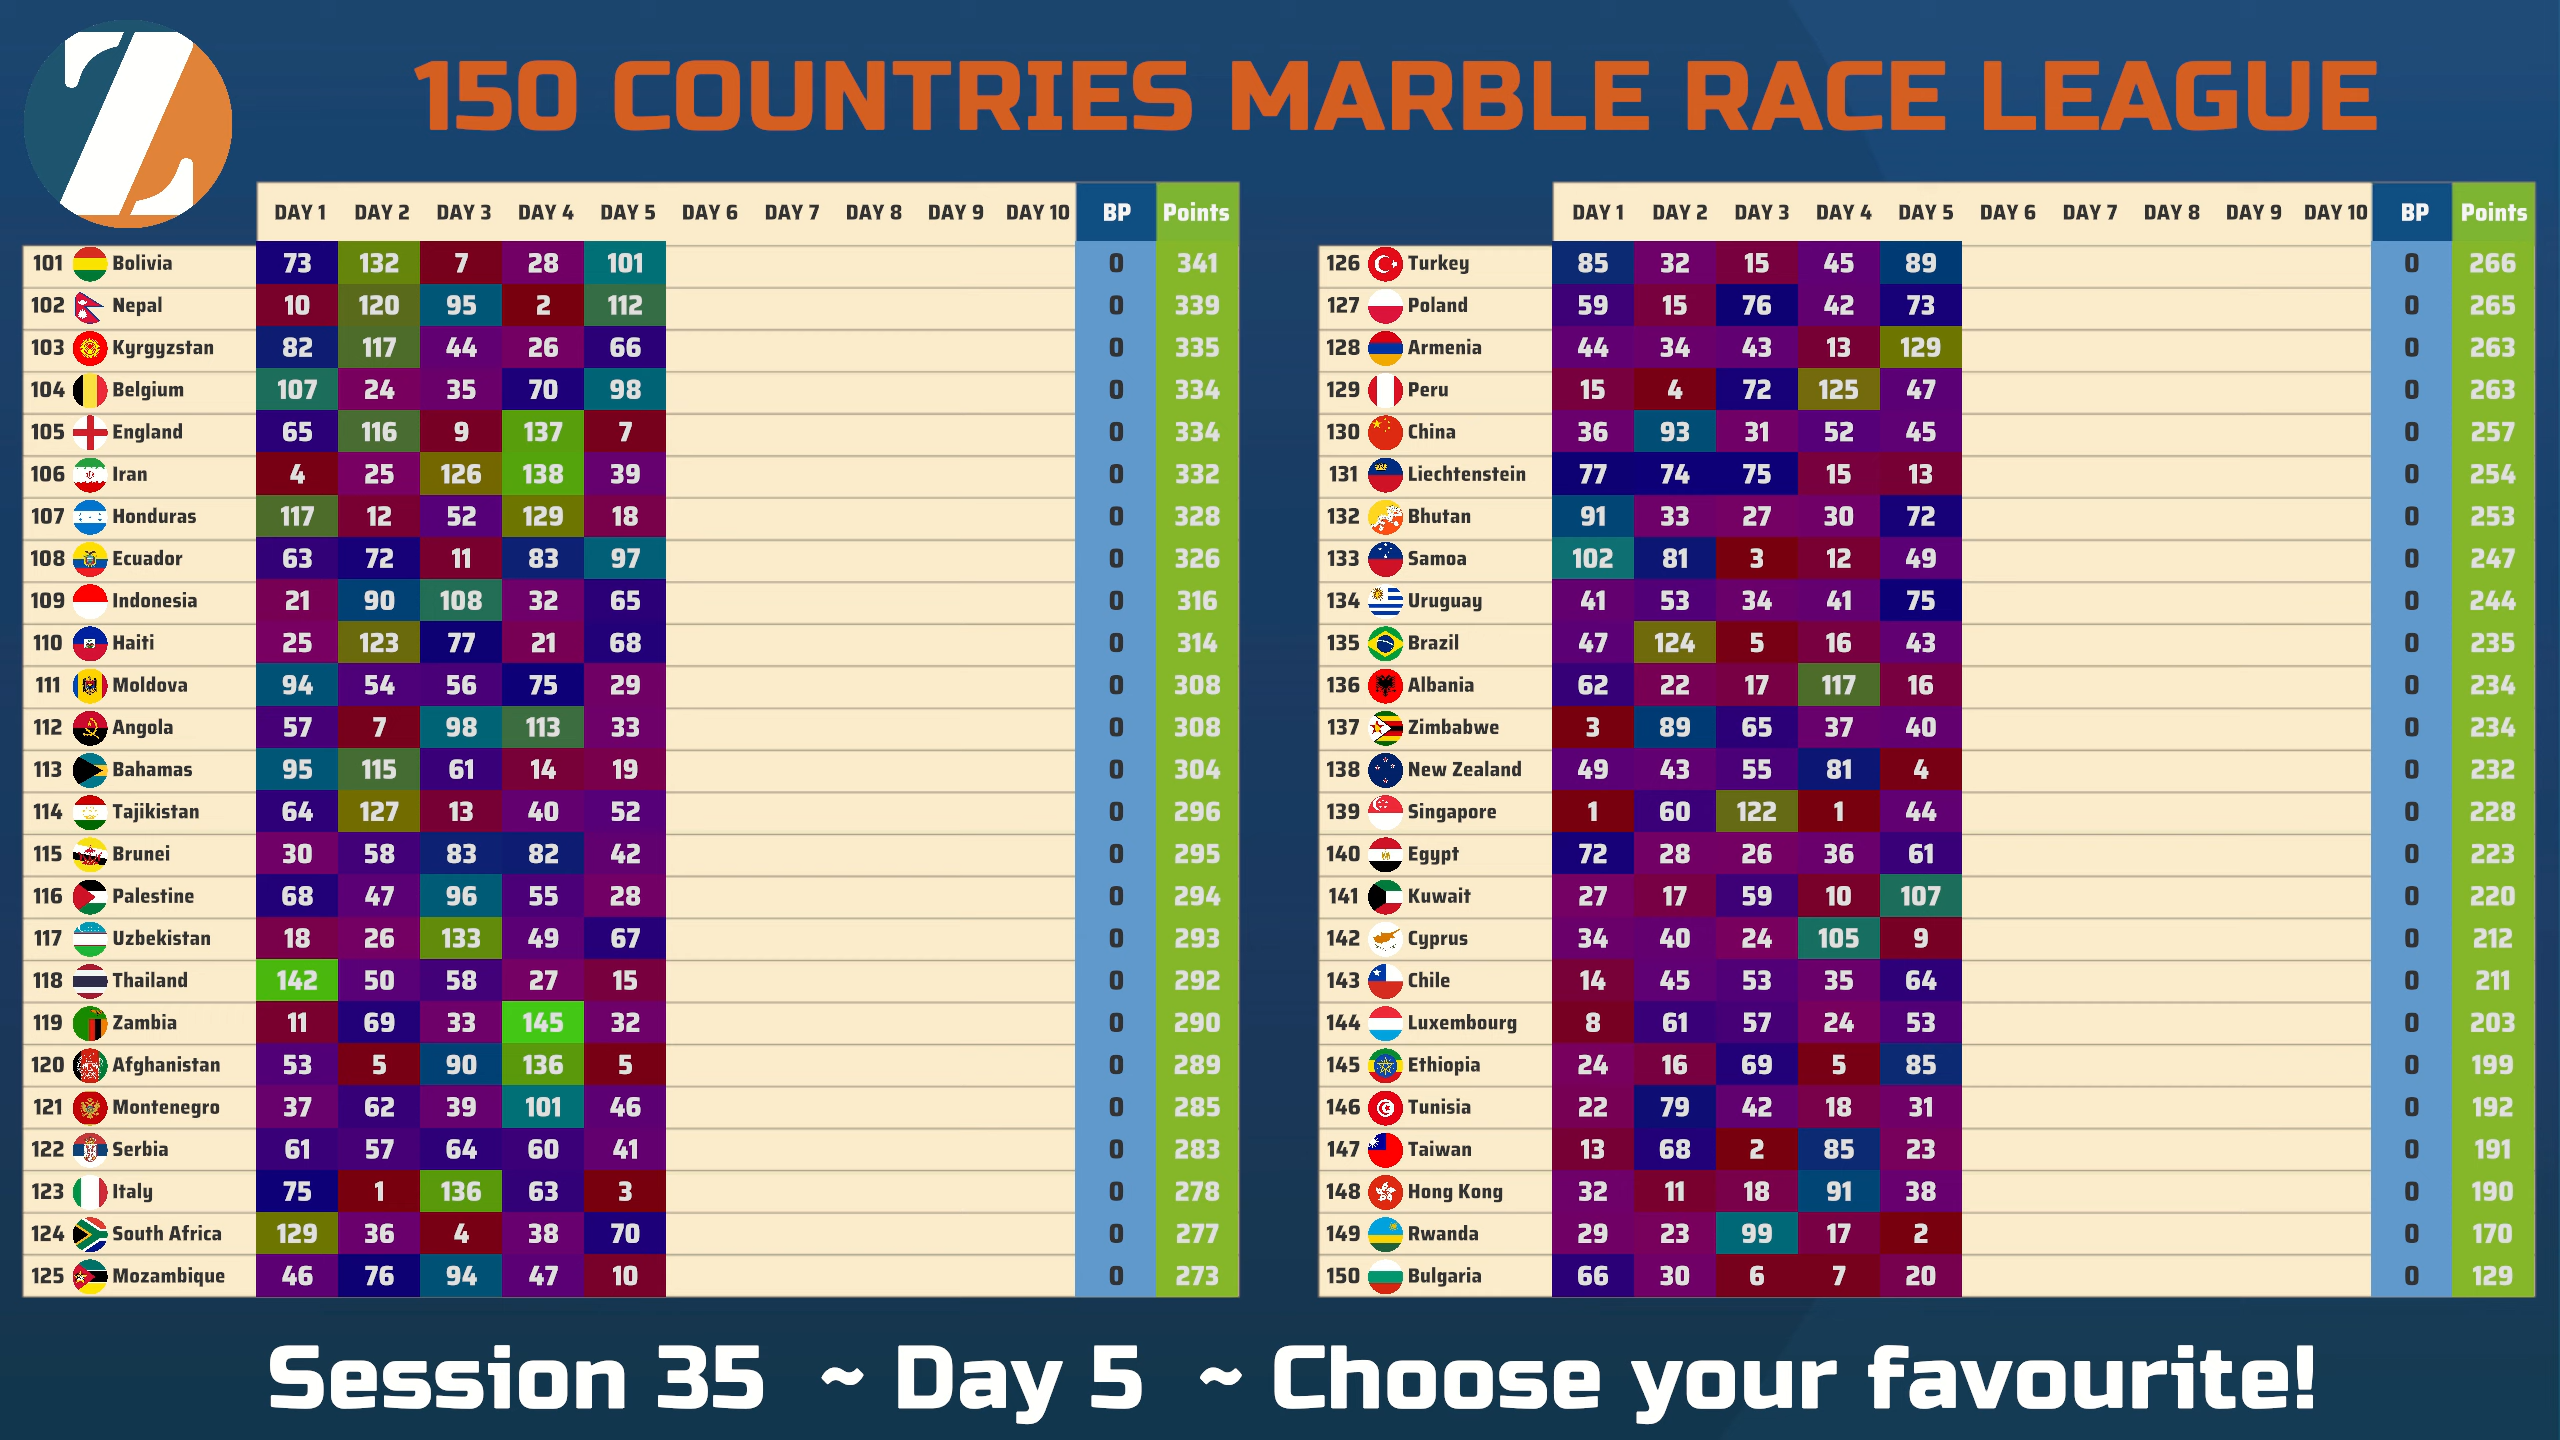 Z
150 COUNTRIES MARBLE RACE LEAGUE
DAY 1 DAY 2 DAY 3 DAY 4 DAY 5 DAY 6 DAY 7 DAY 8 DAY 9 DAY 10 BP Points
101 Bolivia 73 132 7 28 101 0 341
102 Nepal 10 120 95 2 112 0 339
103 Kyrgyzstan 82 117 44 26 66 0 335
104 Belgium 107 24 35 70 98 0 334
105 England 65 116 9 137 7 0 334
106 Iran 4 25 126 138 39 0 332
107 Honduras 117 12 52 129 18 0 328
108 Ecuador 63 72 11 83 97 0 326
109 Indonesia 21 90 108 32 65 0 316
110 Haiti 25 123 77 21 68 0 314
111 Moldova 94 54 56 75 29 0 308
112 Angola 57 7 98 113 33 0 308
113 Bahamas 95 115 61 14 19 0 304
114 Tajikistan 64 127 13 40 52 0 296
115 Brunei 30 58 83 82 42 0 295
116 Palestine 68 47 96 55 28 0 294
117 Uzbekistan 18 26 133 49 67 0 293
118 Thailand 142 50 58 27 15 0 292
119 Zambia 11 69 33 145 32 0 290
120 Afghanistan 53 5 90 136 5 0 289
121 Montenegro 37 62 39 101 46 0 285
122 Serbia 61 57 64 60 41 0 283
123 Italy 75 1 136 63 3 0 278
124 South Africa 129 36 4 38 70 0 277
125 Mozambique 46 76 94 47 10 0 273
DAY 1 DAY 2 DAY 3 DAY 4 DAY 5 DAY 6 DAY 7 DAY 8 DAY 9 DAY 10 BP Points
126 Turkey 85 32 15 45 89 0 266
127 Poland 59 15 76 42 73 0 265
128 Armenia 44 34 43 13 129 0 263
129 Peru 15 4 72 125 47 0 263
130 China 36 93 31 52 45 0 257
131 Liechtenstein 77 74 75 15 13 0 254
132 Bhutan 91 33 27 30 72 0 253
133 Samoa 102 81 3 12 49 0 247
134 Uruguay 41 53 34 41 75 0 244
135 Brazil 47 124 5 16 43 0 235
136 Albania 62 22 17 117 16 0 234
137 Zimbabwe 3 89 65 37 40 0 234
138 New Zealand 49 43 55 81 4 0 232
139 Singapore 1 60 122 1 44 0 228
140 Egypt 72 28 26 36 61 0 223
141 Kuwait 27 17 59 10 107 0 220
142 Cyprus 34 40 24 105 9 0 212
143 Chile 14 45 53 35 64 0 211
144 Luxembourg 8 61 57 24 53 0 203
145 Ethiopia 24 16 69 5 85 0 199
146 Tunisia 22 79 42 18 31 0 192
147 Taiwan 13 68 2 85 23 0 191
148 Hong Kong 32 11 18 91 38 0 190
149 Rwanda 29 23 99 17 2 0 170
150 Bulgaria 66 30 6 7 20 0 129
Session 35 ~ Day 5 ~ Choose your favourite!